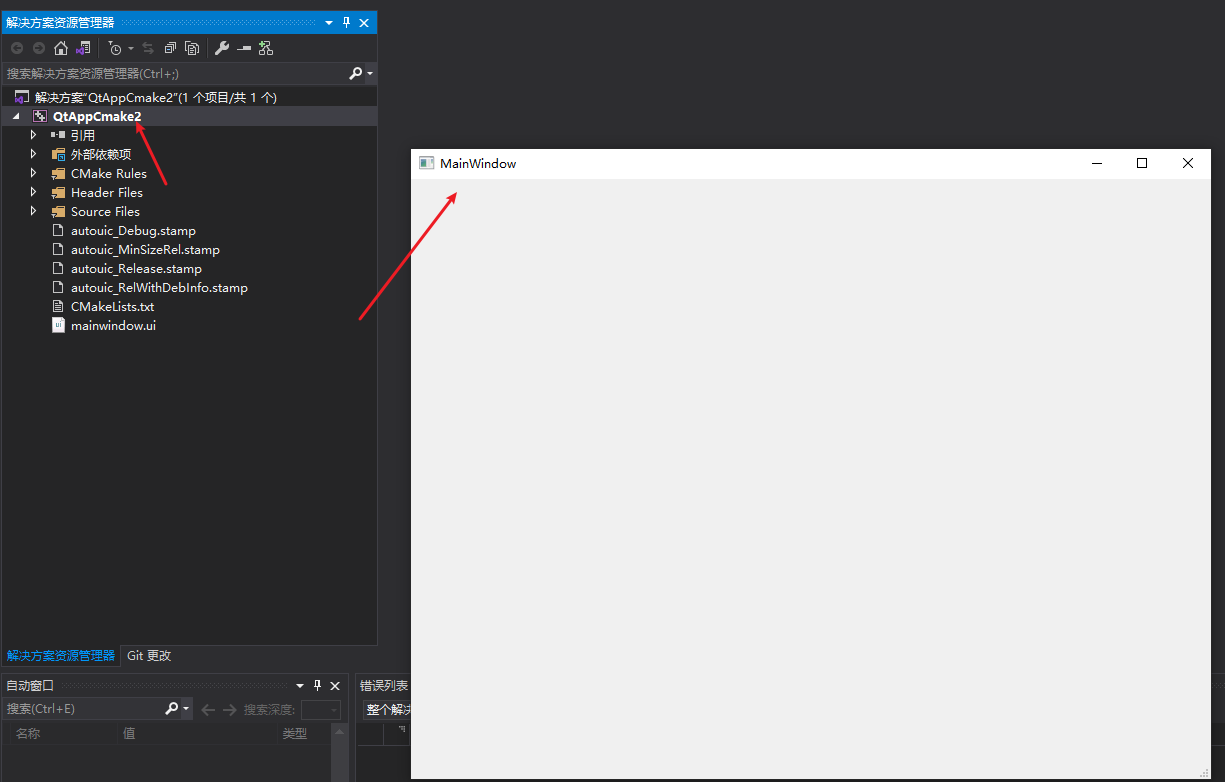 解决方案资源管理器
搜索解决方案资源管理器(Ctrl+;)
解决方案"QtAppCmake2"(1 个项目/共 1 个)
QtAppCmake2
引用
外部依赖项
CMake Rules
Header Files
Source Files
autouic_Debug.stamp
autouic_MinSizeRel.stamp
autouic_Release.stamp
autouic_RelWithDebInfo.stamp
CMakeLists.txt
ui mainwindow.ui
MainWindow
解决方案资源管理器 Git 更改
自动窗口
搜索(Ctrl+E) 搜索深度:
名称 值 类型
错误列表
整个解决